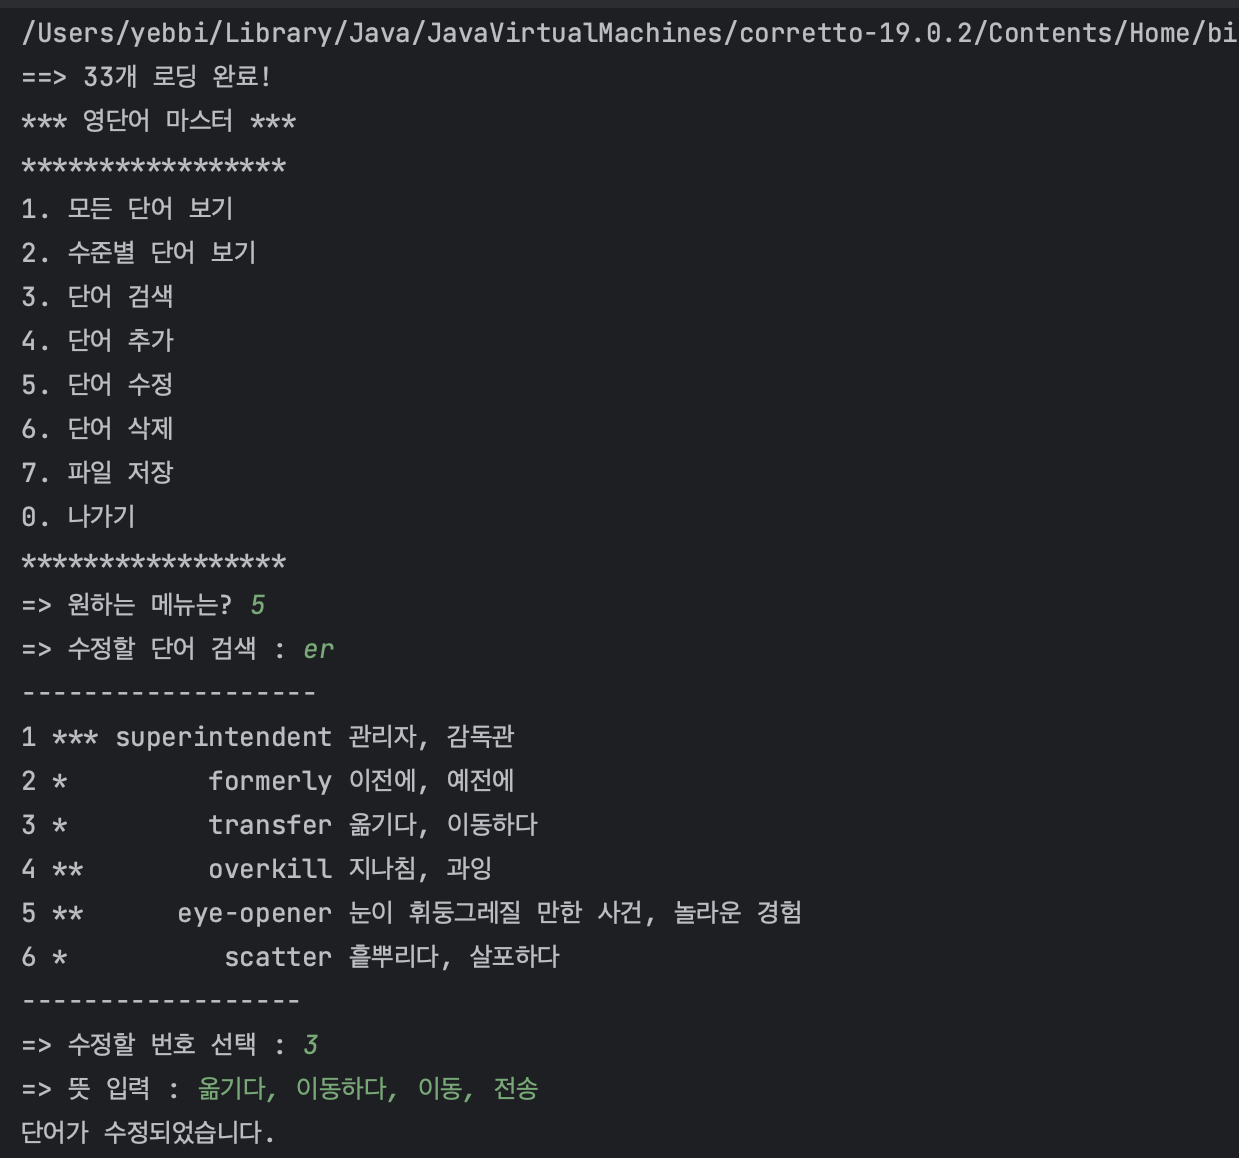 /Users/yebbi/Library/Java/JavaVirtualMachines/corretto-19.0.2/Contents/Home/bi
==> 33개 로딩 완료!
*** 영단어 마스터 ***
*****************
1. 모든 단어 보기
2. 수준별 단어 보기
3. 단어 검색
4. 단어 추가
5. 단어 수정
6. 단어 삭제
7. 파일 저장
0. 나가기
*****************
=> 원하는 메뉴는? 5
=> 수정할 단어 검색 : er
-------------------
1 *** superintendent 관리자, 감독관
2 *         formerly 이전에, 예전에
3 *         transfer 옮기다, 이동하다
4 **        overkill 지나침, 과잉
5 **      eye-opener 눈이 휘둥그레질 만한 사건, 놀라운 경험
6 *          scatter 흩뿌리다, 살포하다
------------------
=> 수정할 번호 선택 : 3
=> 뜻 입력 : 옮기다, 이동하다, 이동, 전송
단어가 수정되었습니다.